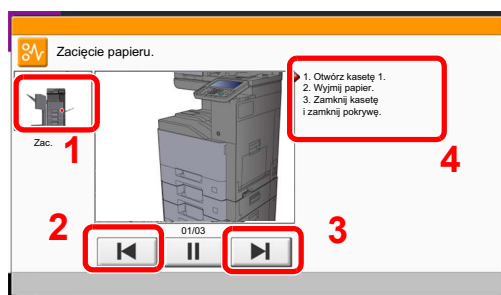 Zacięcie papieru.
1. Otwórz kasetę 1.
2. Wyjmij papier.
3. Zamknij kasetę
i zamknij pokrywę.
Zac.
1
4
2
01/03
3